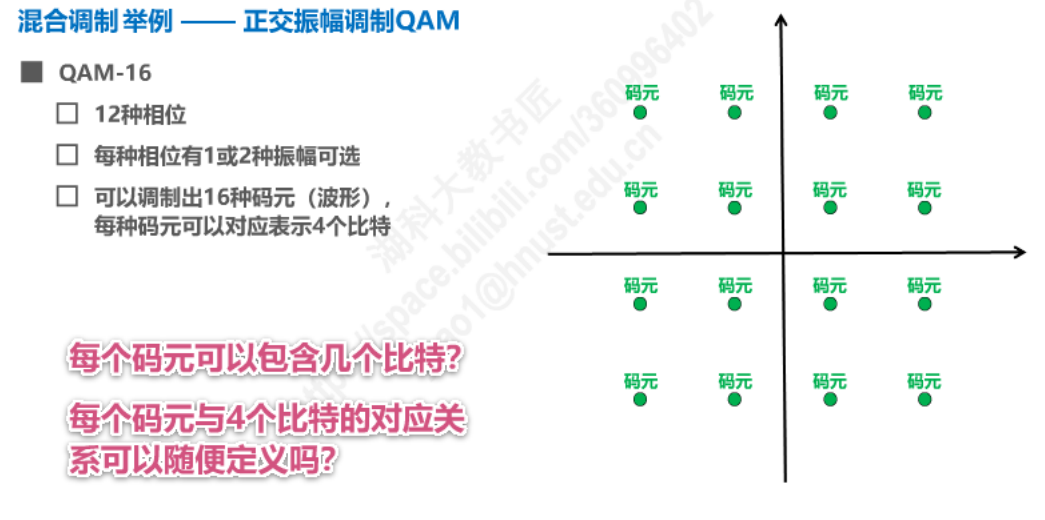 混合调制 举例 —— 正交振幅调制QAM
QAM-16
12种相位
每种相位有1或2种振幅可选
可以调制出16种码元（波形），
每种码元可以对应表示4个比特
每个码元可以包含几个比特？
每个码元与4个比特的对应关
系可以随便定义吗？
码元 码元 码元 码元
码元 码元 码元 码元
码元 码元 码元 码元
码元 码元 码元 码元
湖科大教书匠
space.bilibili.com/360996402
@hnust.edu.cn